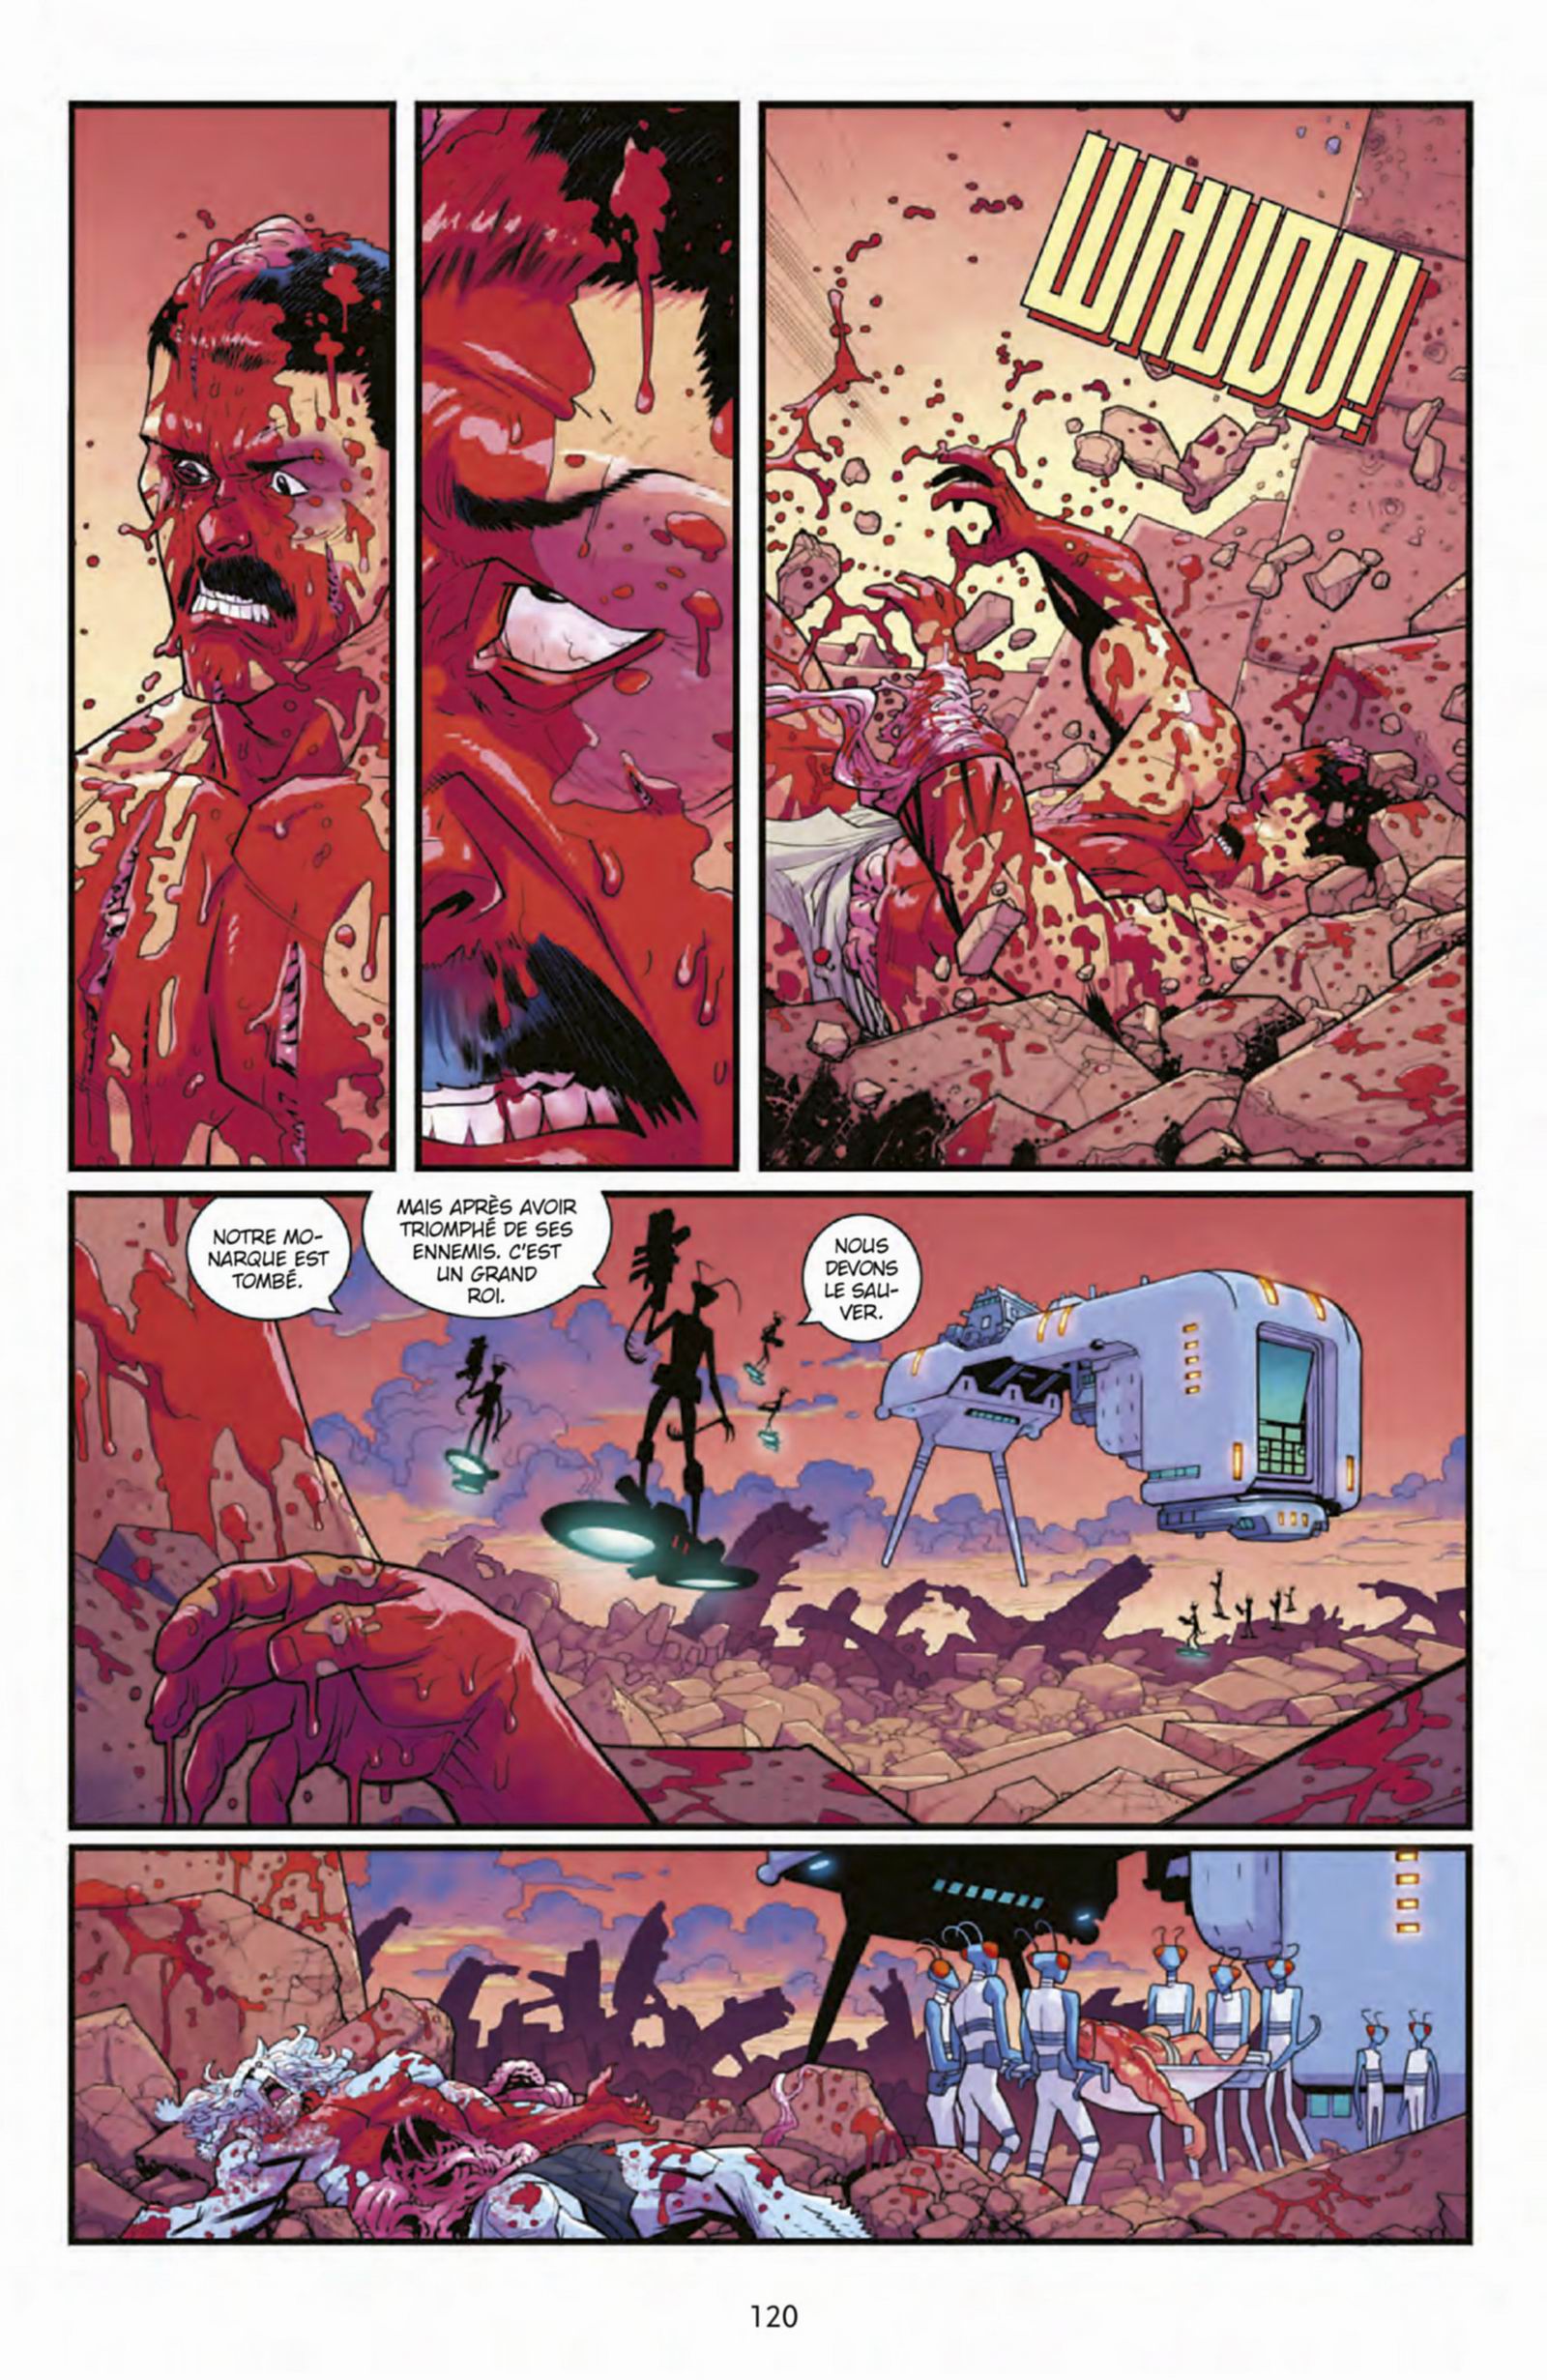 WHUDD!
NOTRE MO-
NARQUE EST
TOMBÉ.
MAIS APRÈS AVOIR
TRIOMPHÉ DE SES
ENNEMIS. C'EST
UN GRAND
ROI.
NOUS
DEVONS
LE SAU-
VER.
120